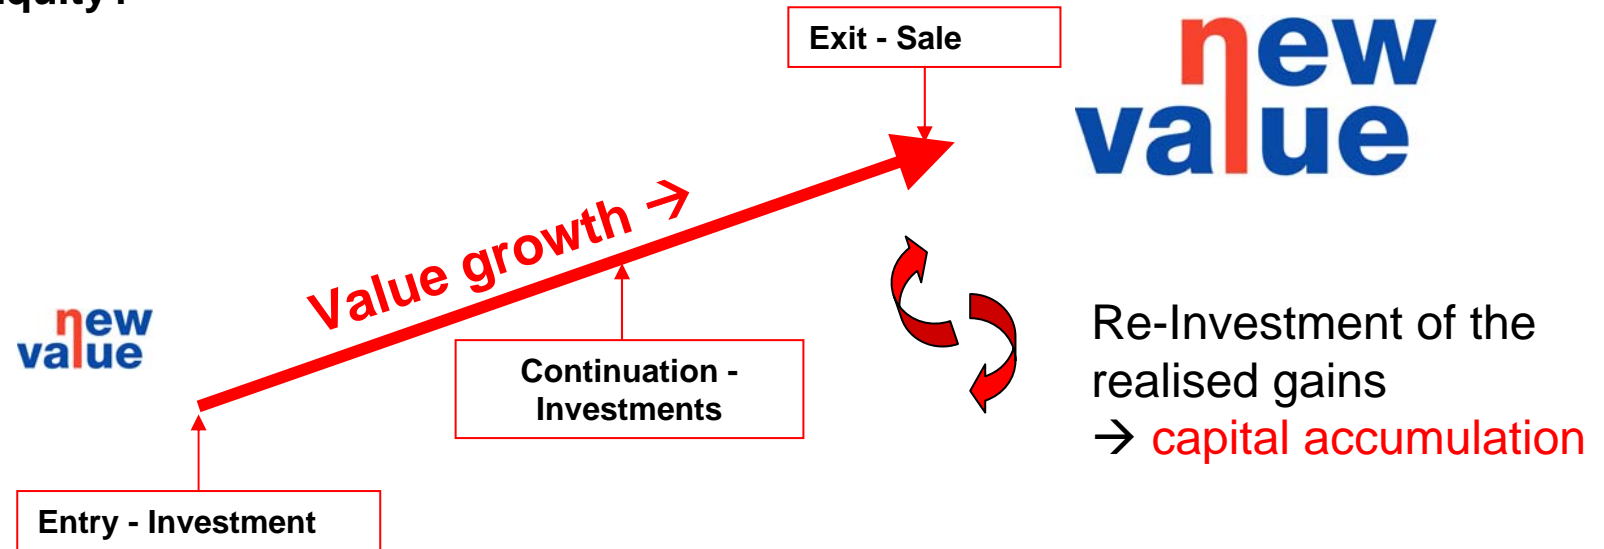 Exit - Sale
new
value
Value growth →
new
value
Re-Investment of the
realised gains
→ capital accumulation
Continuation -
Investments
Entry - Investment